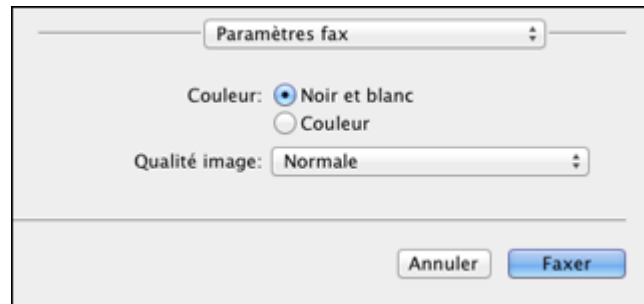 Paramètres fax
Couleur: Noir et blanc
Couleur
Qualité image: Normale
Annuler Faxer